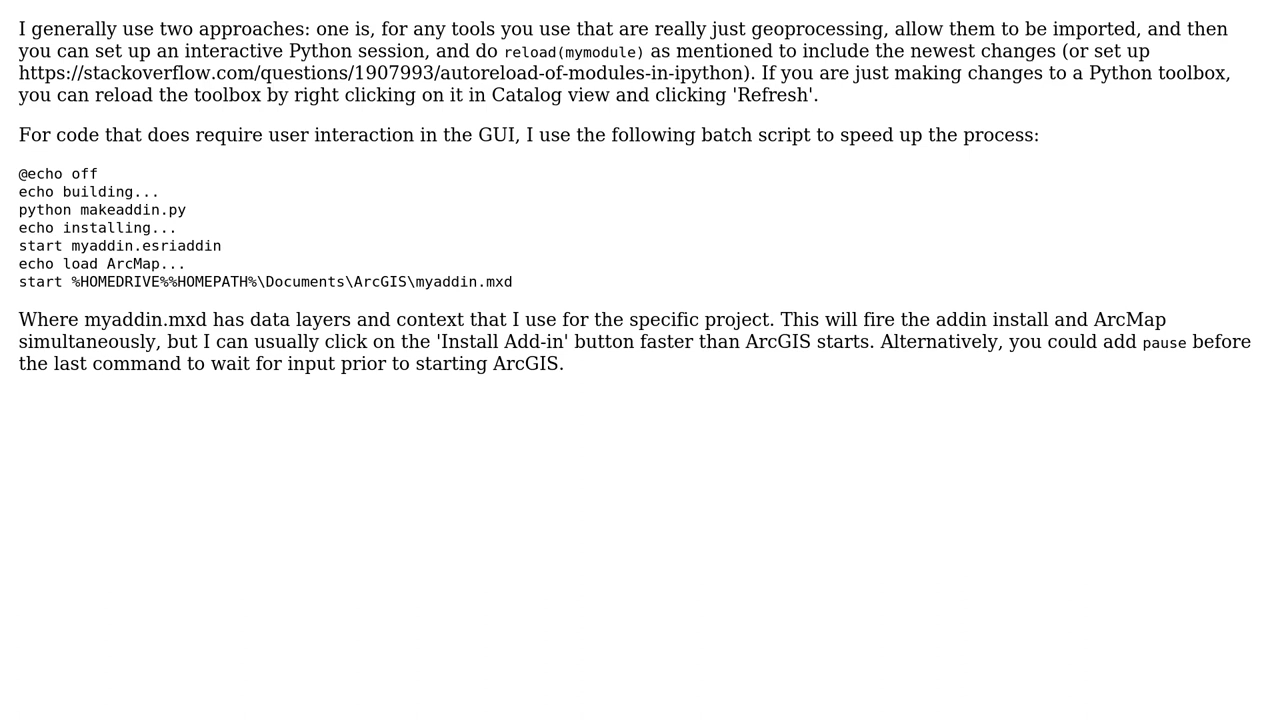 I generally use two approaches: one is, for any tools you use that are really just geoprocessing, allow them to be imported, and then
you can set up an interactive Python session, and do reload(mymodule) as mentioned to include the newest changes (or set up
https://stackoverflow.com/questions/1907993/autoreload-of-modules-in-ipython). If you are just making changes to a Python toolbox,
you can reload the toolbox by right clicking on it in Catalog view and clicking 'Refresh'.
For code that does require user interaction in the GUI, I use the following batch script to speed up the process:
@echo off
echo building...
python makeaddin.py
echo installing...
start myaddin.esriaddin
echo load ArcMap...
start %HOMEDRIVE%%HOMEPATH%\Documents\ArcGIS\myaddin.mxd
Where myaddin.mxd has data layers and context that I use for the specific project. This will fire the addin install and ArcMap
simultaneously, but I can usually click on the 'Install Add-in' button faster than ArcGIS starts. Alternatively, you could add pause before
the last command to wait for input prior to starting ArcGIS.